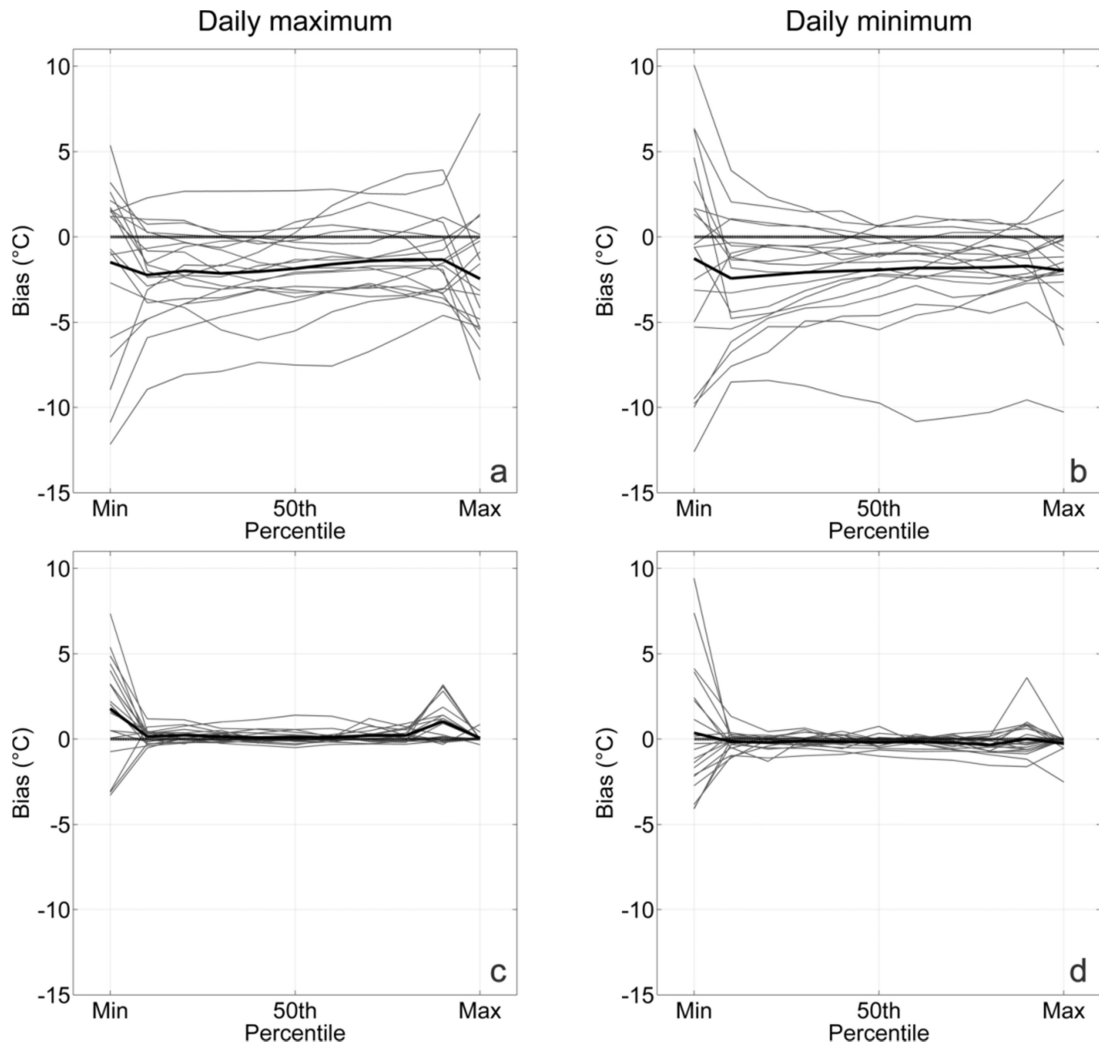 Daily maximum
Daily minimum
10
5
0
-5
-10
-15
Bias (°C)
a
Min
50th
Max
Percentile
10
5
0
-5
-10
-15
Bias (°C)
b
Min
50th
Max
Percentile
10
5
0
-5
-10
-15
Bias (°C)
c
Min
50th
Max
Percentile
10
5
0
-5
-10
-15
Bias (°C)
d
Min
50th
Max
Percentile